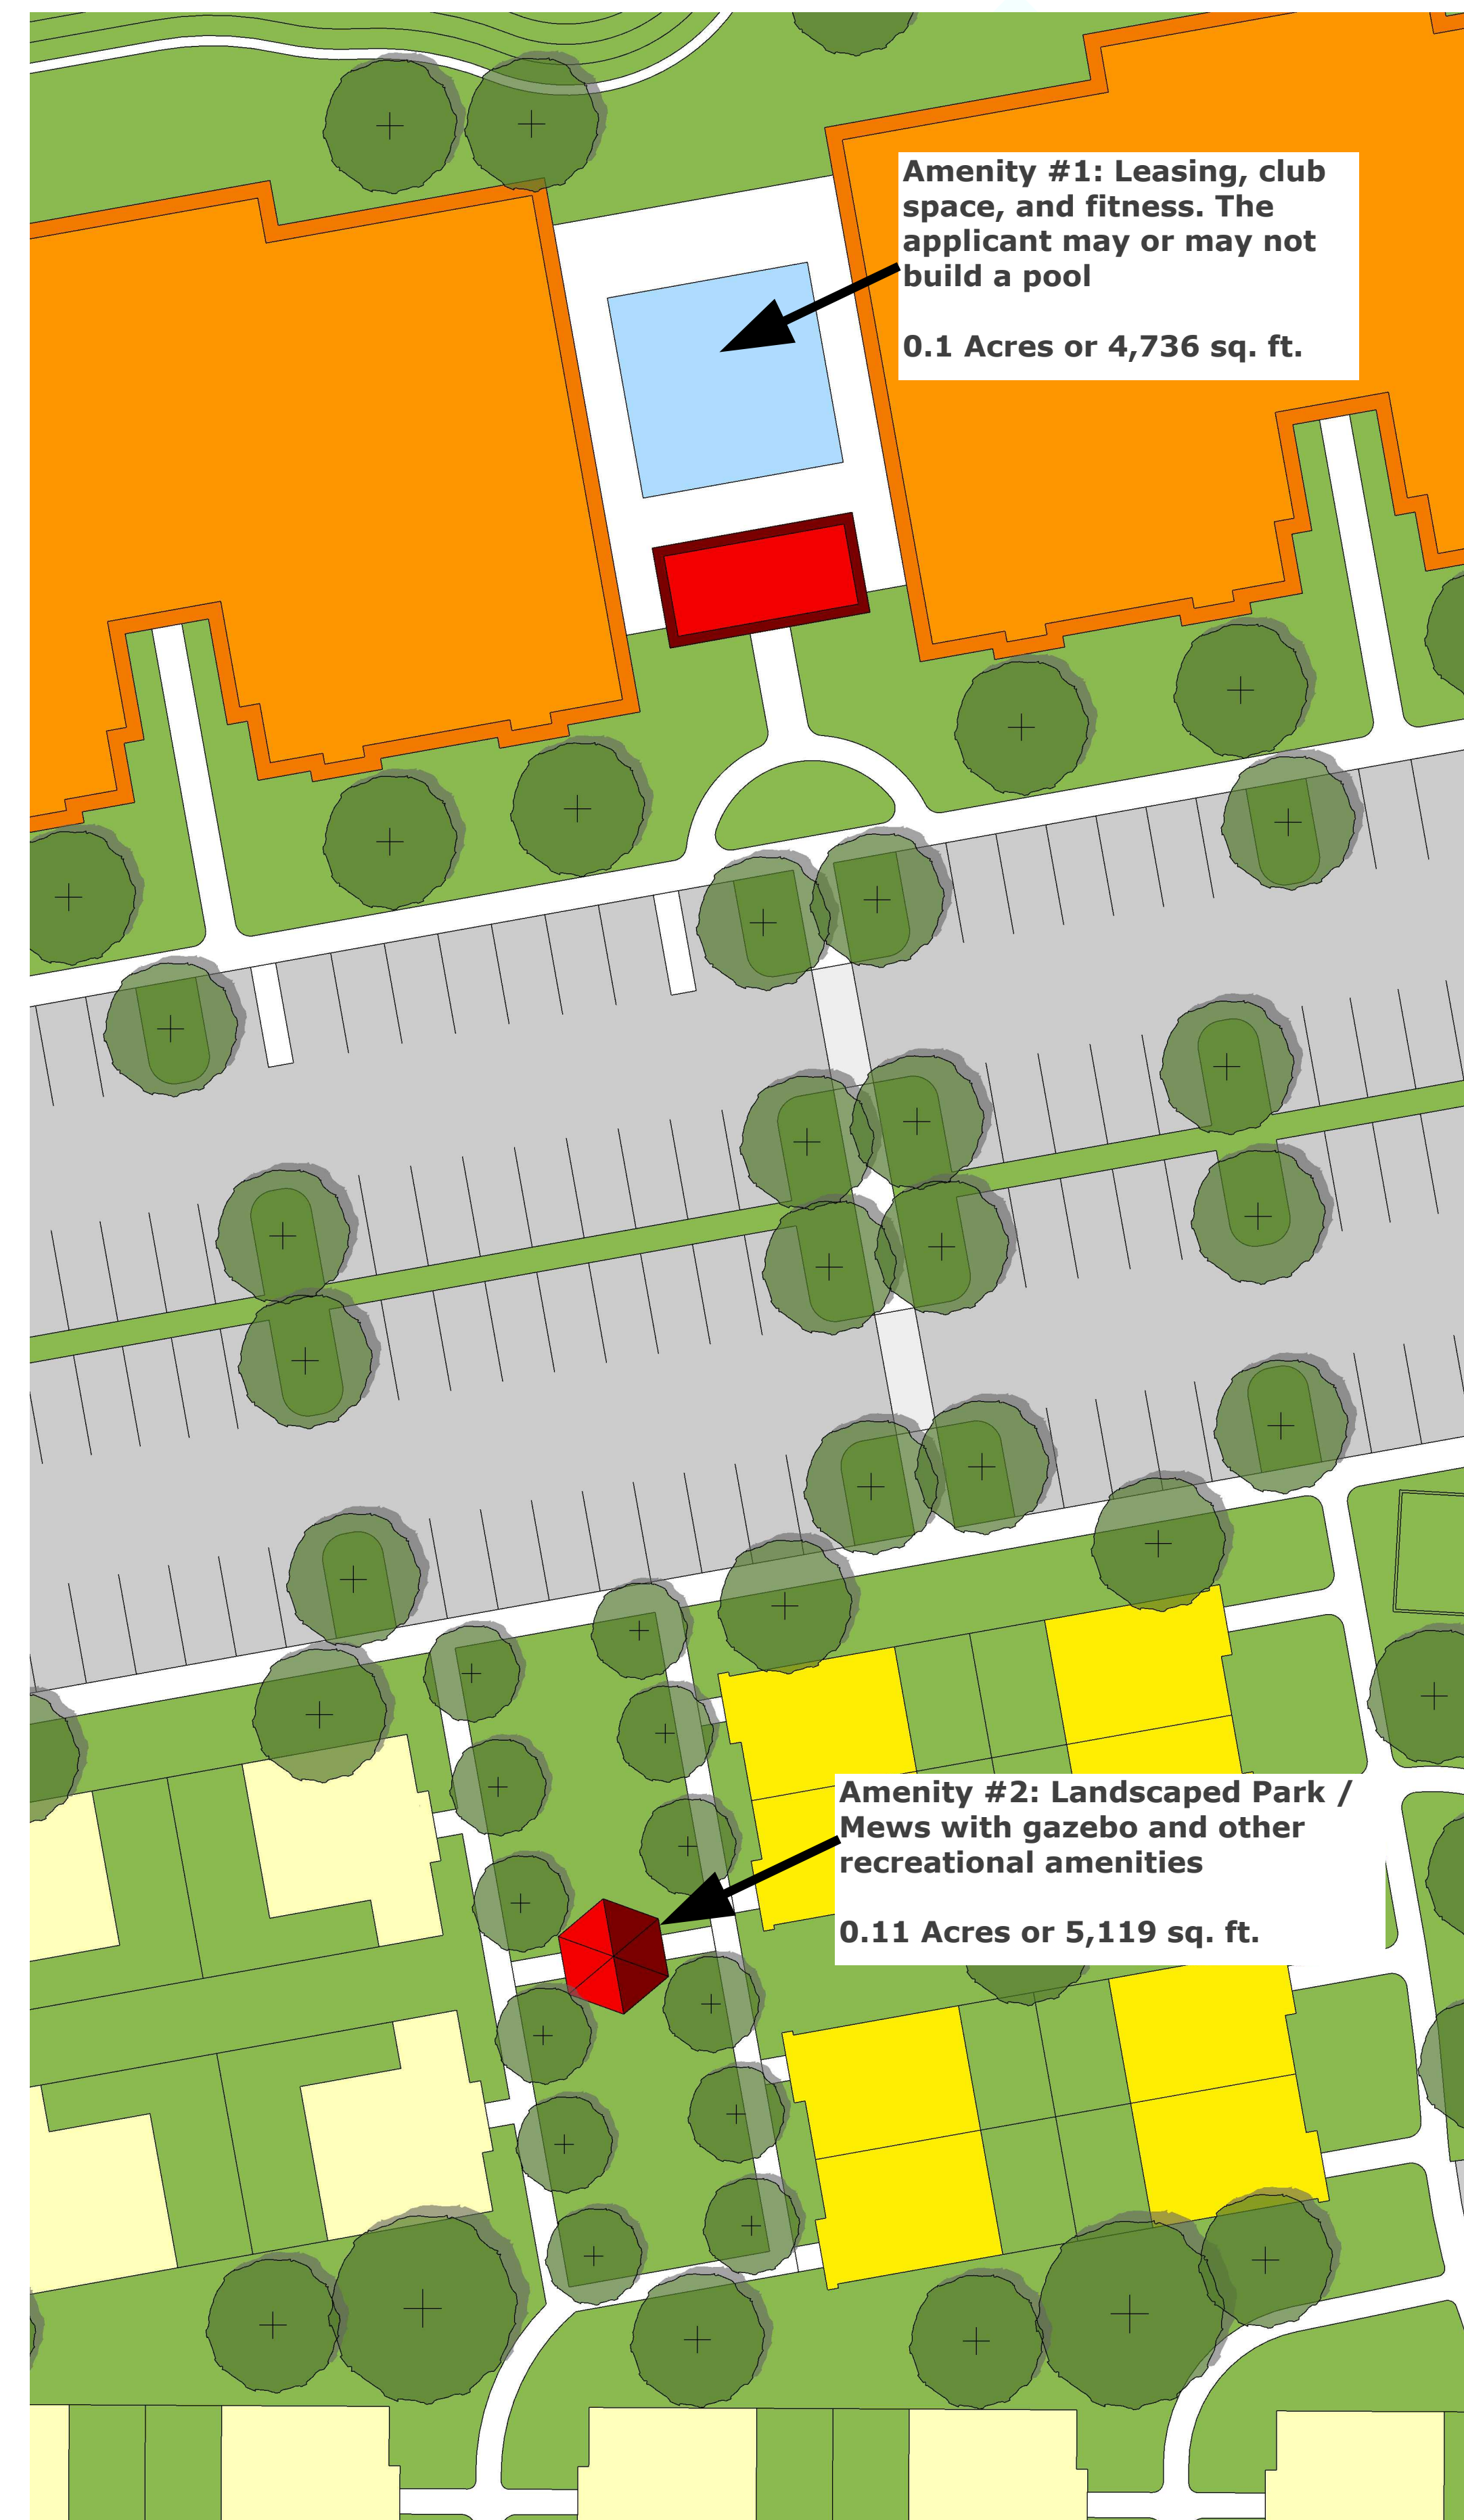 Amenity #1: Leasing, club
space, and fitness. The
applicant may or may not
build a pool
0.1 Acres or 4,736 sq. ft.
Amenity #2: Landscaped Park /
Mews with gazebo and other
recreational amenities
0.11 Acres or 5,119 sq. ft.